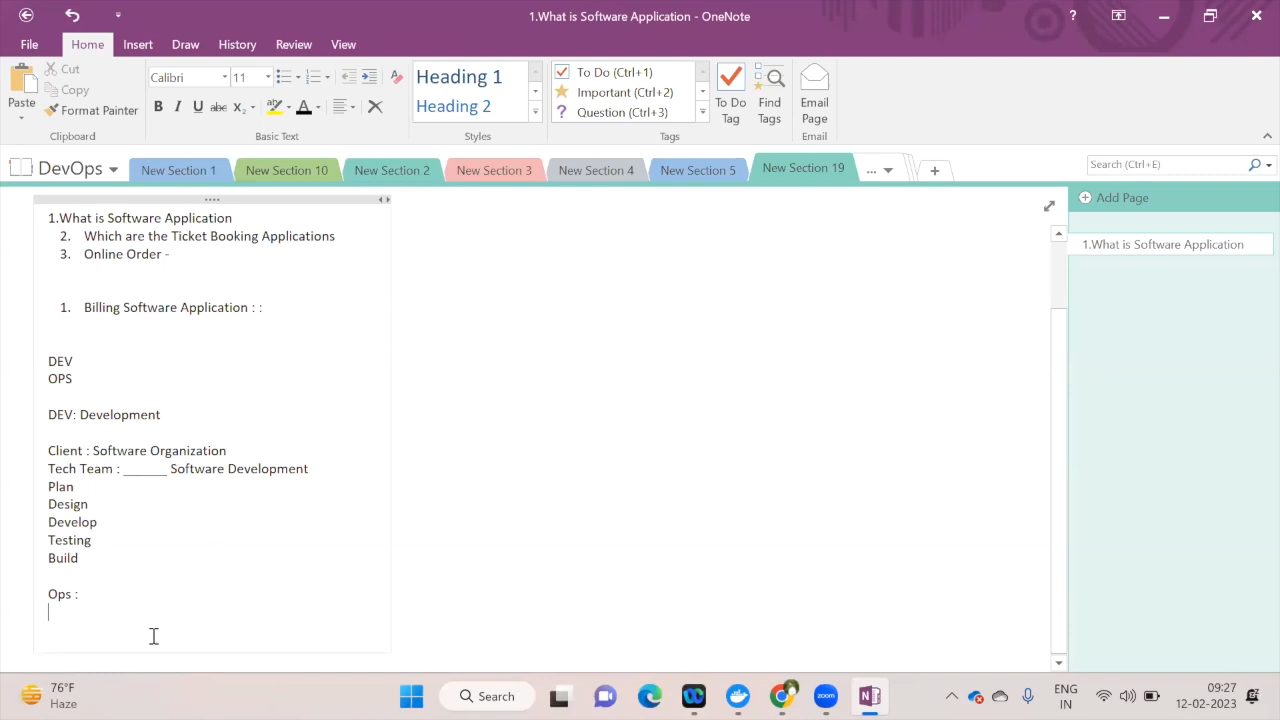 1.What is Software Application - OneNote
?
File Home Insert Draw History Review View
Paste
Cut
Copy
Format Painter
Clipboard
Calibri 11
B I U abc X2 A
Basic Text
Heading 1
Heading 2
Styles
To Do (Ctrl+1)
Important (Ctrl+2)
? Question (Ctrl+3)
To Do Tag
Find Tags
Tags
Email Page
Email
DevOps New Section 1 New Section 10 New Section 2 New Section 3 New Section 4 New Section 5 New Section 19 ... +
Search (Ctrl+E)
Add Page
1.What is Software Application
1.What is Software Application
2. Which are the Ticket Booking Applications
3. Online Order -
1. Billing Software Application : :
DEV
OPS
DEV: Development
Client : Software Organization
Tech Team : ______ Software Development
Plan
Design
Develop
Testing
Build
Ops :
76°F
Haze
Search
zoom
N
ENG
IN
09:27
12-02-2023